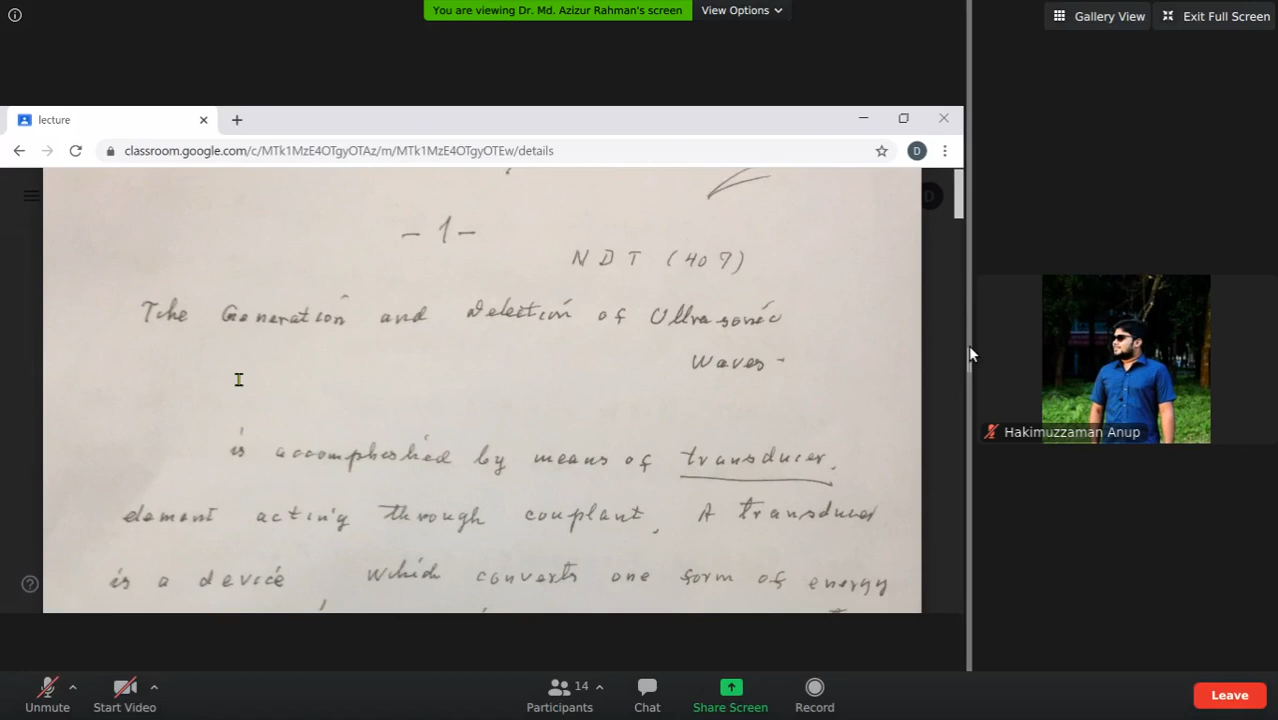 You are viewing Dr. Md. Azizur Rahman's screen
View Options
Gallery View
Exit Full Screen
lecture
classroom.google.com/c/MTk1MzE4OTgyOTAz/m/MTk1MzE4OTgyOTEw/details
D
D
- 1 -
NDT (407)
The Generation and Detection of Ultrasonic
Waves -
is accomplished by means of transducer
element acting through couplant. A transducer
is a device which converts one form of energy
Hakimuzzaman Anup
Unmute
Start Video
14
Participants
Chat
Share Screen
Record
Leave